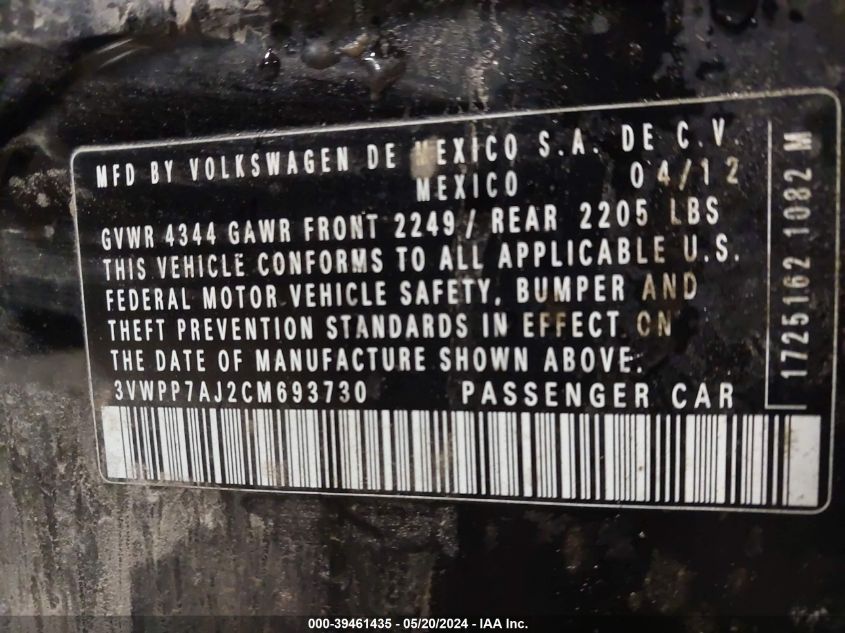 MFD BY VOLKSWAGEN DE MEXICO S.A. DE C.V.
MEXICO 04/12
GVWR 4344 GAWR FRONT 2249 / REAR 2205 LBS
THIS VEHICLE CONFORMS TO ALL APPLICABLE U.S.
FEDERAL MOTOR VEHICLE SAFETY, BUMPER AND
THEFT PREVENTION STANDARDS IN EFFECT ON
THE DATE OF MANUFACTURE SHOWN ABOVE.
3VWPP7AJ2CM693730 PASSENGER CAR
1725162 1082 M
000-39461435 - 05/20/2024 - IAA Inc.